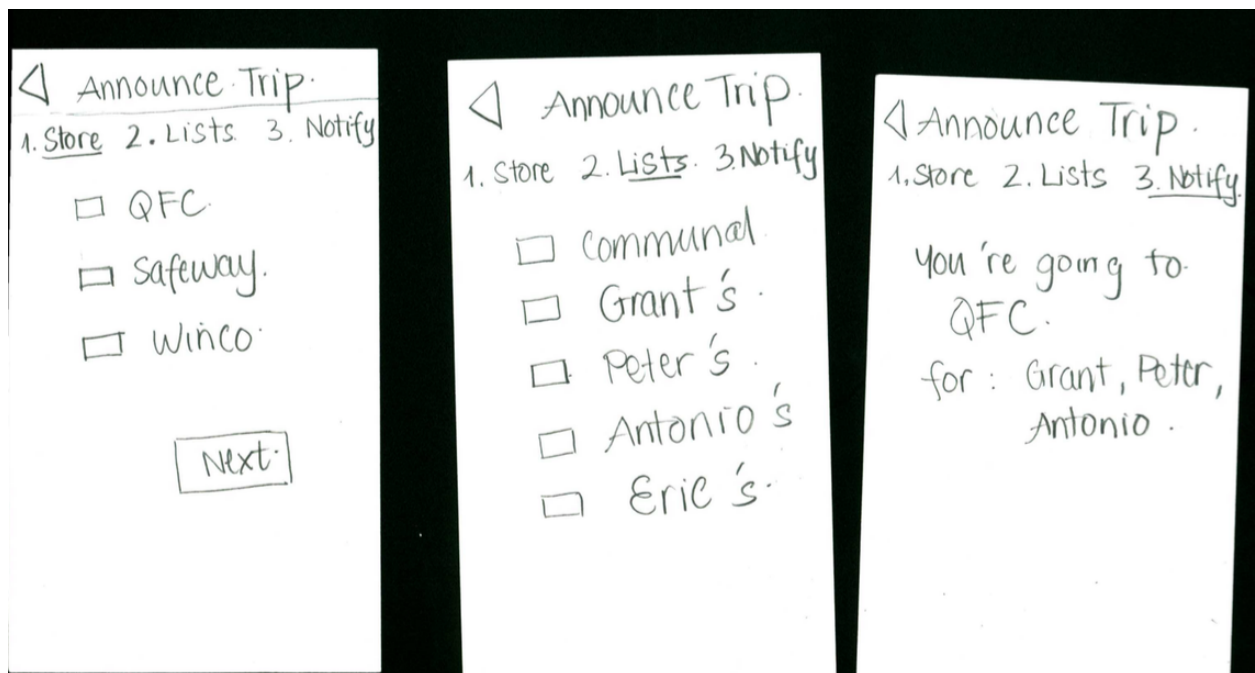 Announce Trip.
1. Store 2. Lists. 3. Notify
QFC.
Safeway.
Winco.
Next.
Announce Trip.
1. Store 2. Lists. 3. Notify
Communal
Grant's.
Peter's.
Antonio's
Eric's.
Announce Trip.
1. Store 2. Lists 3. Notify.
You're going to
QFC.
for: Grant, Peter,
Antonio.